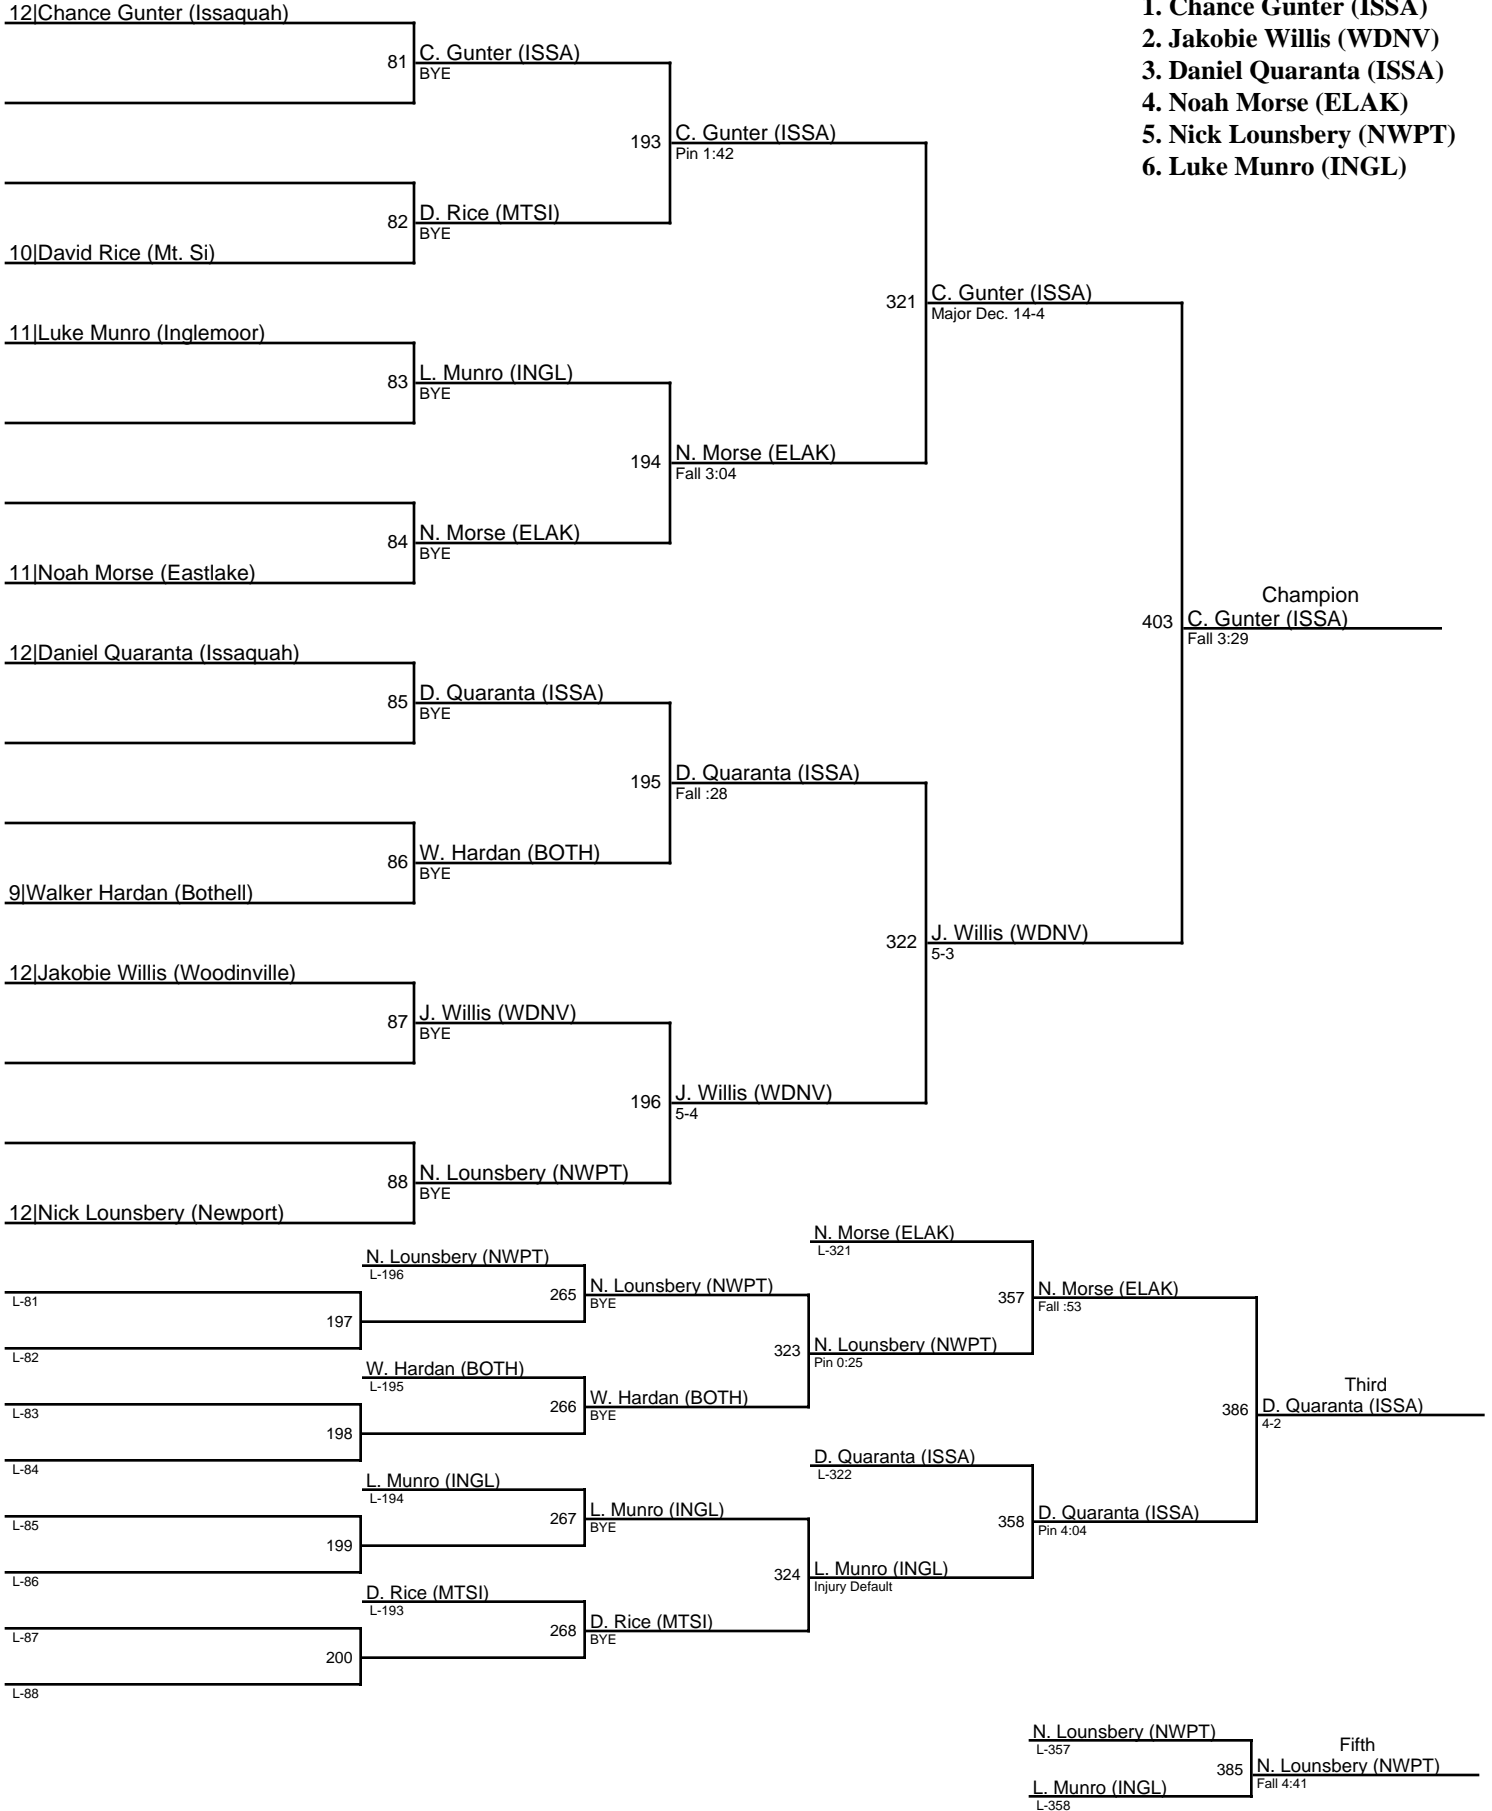 12|Chance Gunter (Issaquah)
81
C. Gunter (ISSA)
BYE
193
C. Gunter (ISSA)
Pin 1:42
82
D. Rice (MTSI)
BYE
10|David Rice (Mt. Si)
11|Luke Munro (Inglemoor)
83
L. Munro (INGL)
BYE
194
N. Morse (ELAK)
Fall 3:04
84
N. Morse (ELAK)
BYE
11|Noah Morse (Eastlake)
321
C. Gunter (ISSA)
Major Dec. 14-4
12|Daniel Quaranta (Issaquah)
85
D. Quaranta (ISSA)
BYE
195
D. Quaranta (ISSA)
Fall :28
86
W. Hardan (BOTH)
BYE
9|Walker Hardan (Bothell)
12|Jakobie Willis (Woodinville)
87
J. Willis (WDNV)
BYE
196
J. Willis (WDNV)
5-4
88
N. Lounsbery (NWPT)
BYE
12|Nick Lounsbery (Newport)
322
J. Willis (WDNV)
5-3
403
Champion
C. Gunter (ISSA)
Fall 3:29
1. Chance Gunter (ISSA)
2. Jakobie Willis (WDNV)
3. Daniel Quaranta (ISSA)
4. Noah Morse (ELAK)
5. Nick Lounsbery (NWPT)
6. Luke Munro (INGL)
L-81
197
L-82
L-83
198
L-84
L-85
199
L-86
L-87
200
L-88
N. Lounsbery (NWPT)
L-196
265
N. Lounsbery (NWPT)
BYE
W. Hardan (BOTH)
L-195
266
W. Hardan (BOTH)
BYE
L. Munro (INGL)
L-194
267
L. Munro (INGL)
BYE
D. Rice (MTSI)
L-193
268
D. Rice (MTSI)
BYE
N. Morse (ELAK)
L-321
323
N. Lounsbery (NWPT)
Pin 0:25
357
N. Morse (ELAK)
Fall :53
D. Quaranta (ISSA)
L-322
324
L. Munro (INGL)
Injury Default
358
D. Quaranta (ISSA)
Pin 4:04
386
Third
D. Quaranta (ISSA)
4-2
N. Lounsbery (NWPT)
L-357
385
Fifth
N. Lounsbery (NWPT)
Fall 4:41
L. Munro (INGL)
L-358